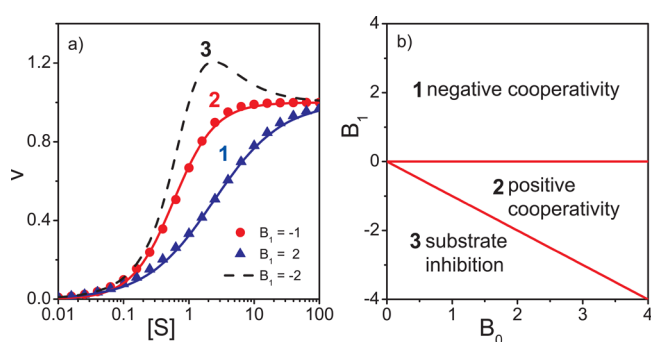 a)
3
2
1
1.2
0.8
0.4
0.0
v
0.01 0.1 1 10 100
[S]
B₁ = -1
B₁ = 2
B₁ = -2
b)
4
2
0
-2
-4
B₁
1 negative cooperativity
2 positive
cooperativity
3 substrate
inhibition
0 1 2 3 4
B₀